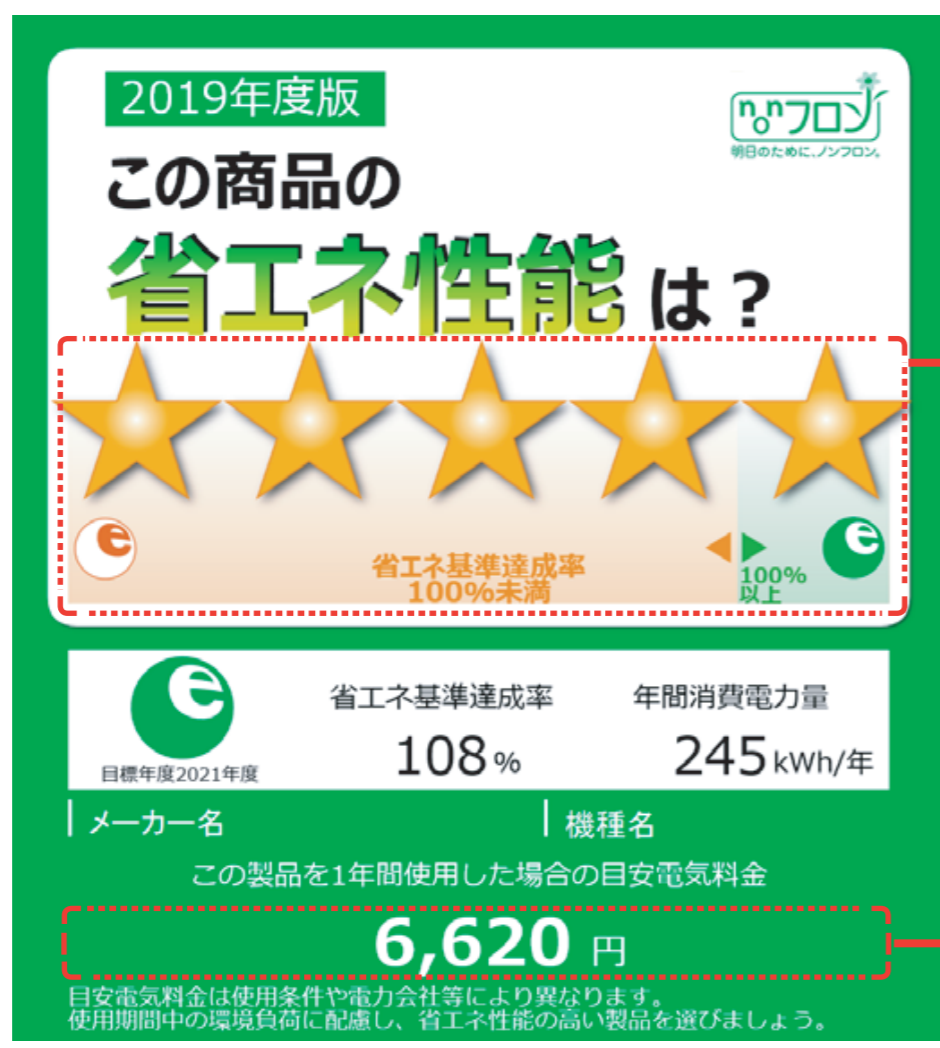 2019年度版
nonフロン
明日のために、ノンフロン。
この商品の
省エネ性能は？
e
e
省エネ基準達成率
100%未満
100%
以上
e
目標年度2021年度
省エネ基準達成率
108%
年間消費電力量
245kWh/年
メーカー名
機種名
この製品を1年間使用した場合の目安電気料金
6,620 円
目安電気料金は使用条件や電力会社等により異なります。
使用期間中の環境負荷に配慮し、省エネ性能の高い製品を選びましょう。